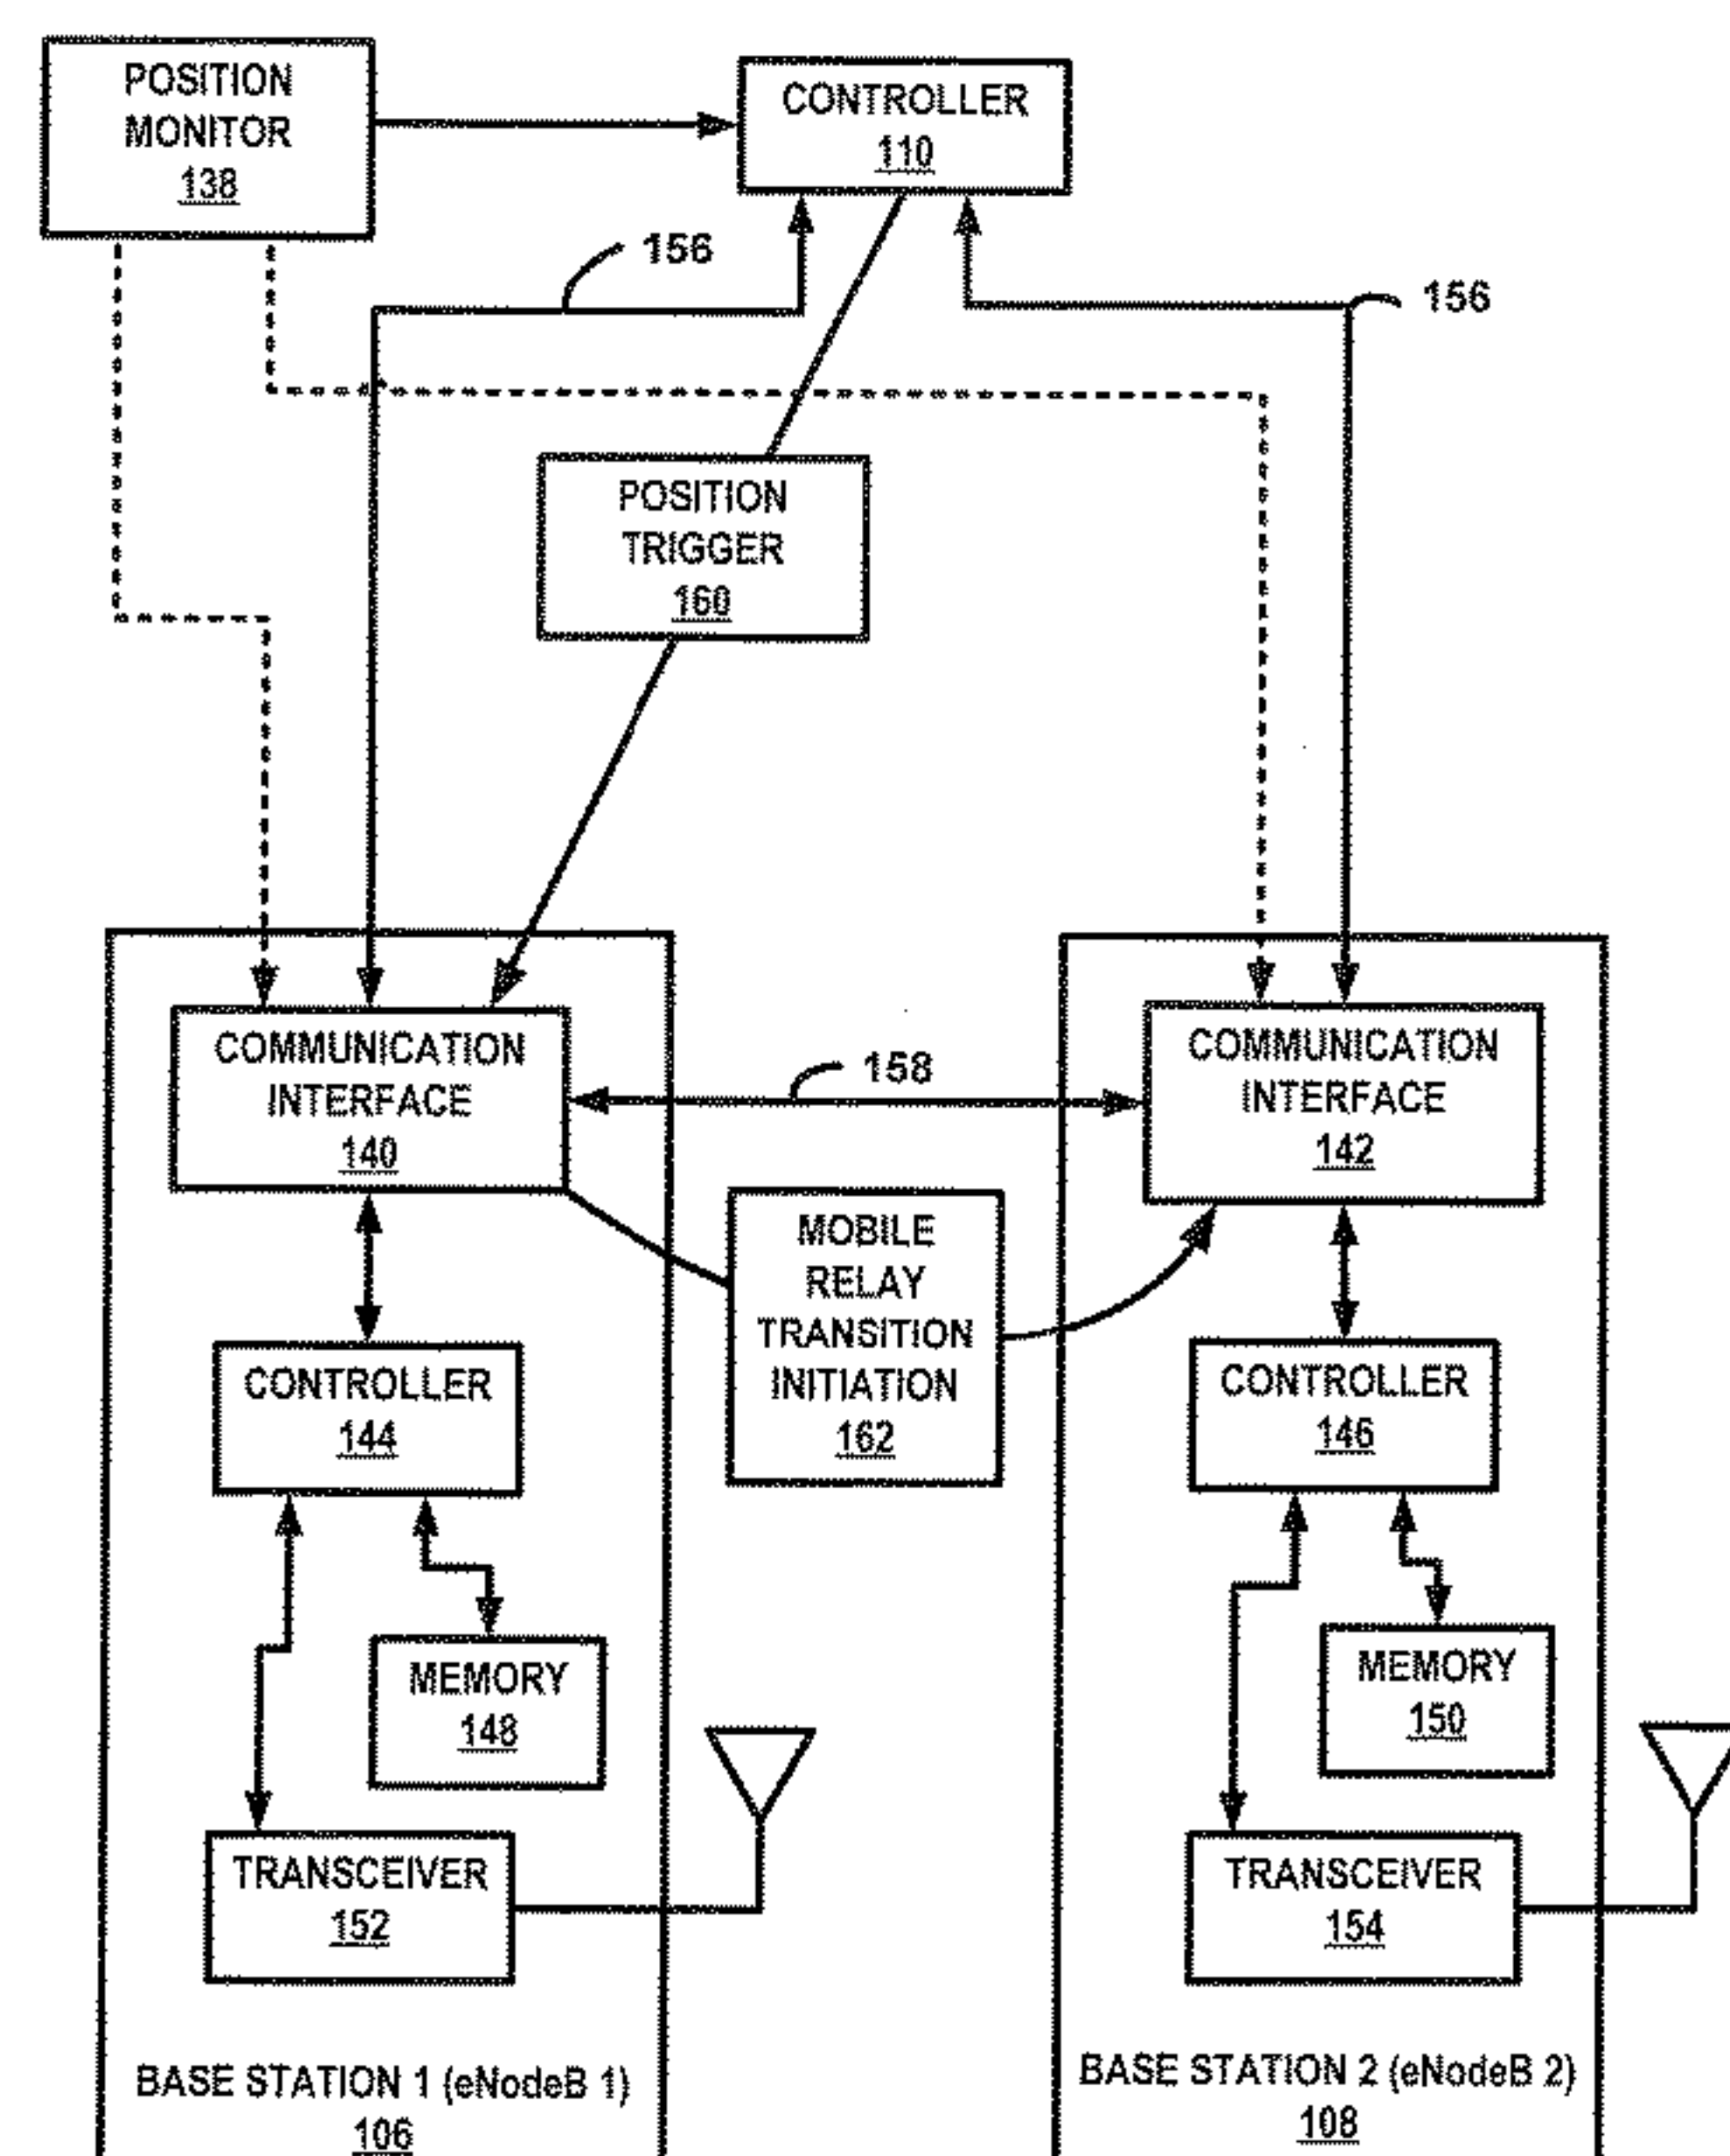 POSITION
MONITOR
138
CONTROLLER
110
156
156
POSITION
TRIGGER
160
COMMUNICATION
INTERFACE
140
158
COMMUNICATION
INTERFACE
142
MOBILE
RELAY
TRANSITION
INITIATION
162
CONTROLLER
144
CONTROLLER
146
MEMORY
148
MEMORY
150
TRANSCEIVER
152
TRANSCEIVER
154
BASE STATION 1 (eNodeB 1)
106
BASE STATION 2 (eNodeB 2)
108